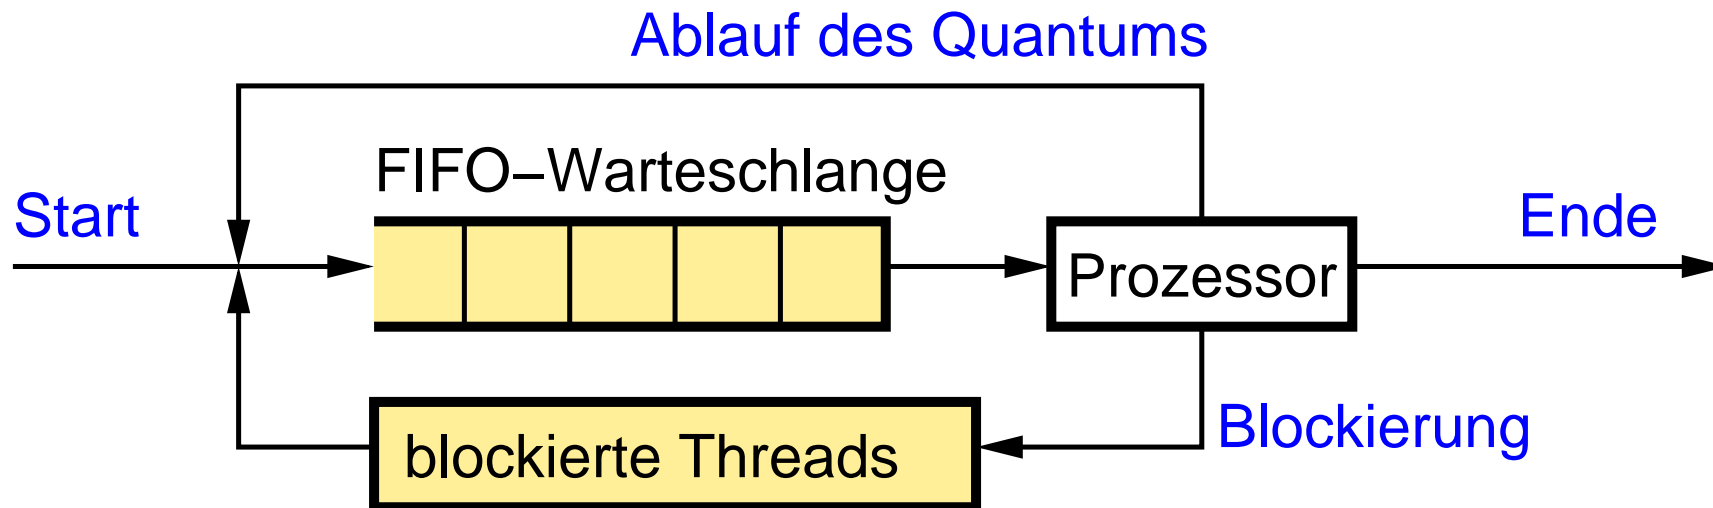 Ablauf des Quantums
FIFO–Warteschlange
Start
Ende
Prozessor
Blockierung
blockierte Threads